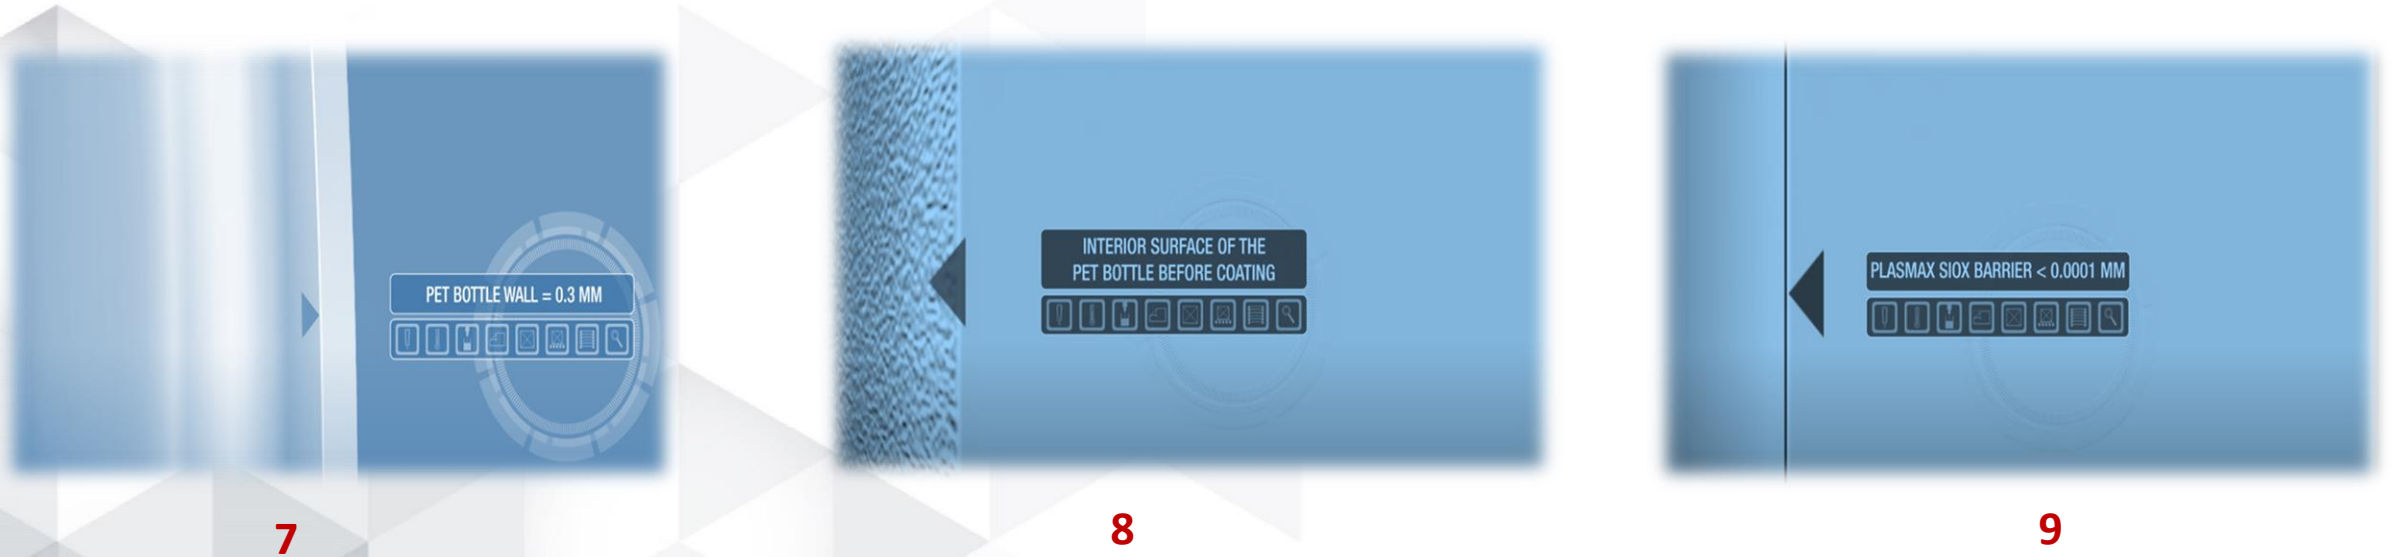 PET BOTTLE WALL = 0.3 MM
7
INTERIOR SURFACE OF THE
PET BOTTLE BEFORE COATING
8
PLASMAX SIOX BARRIER < 0.0001 MM
9